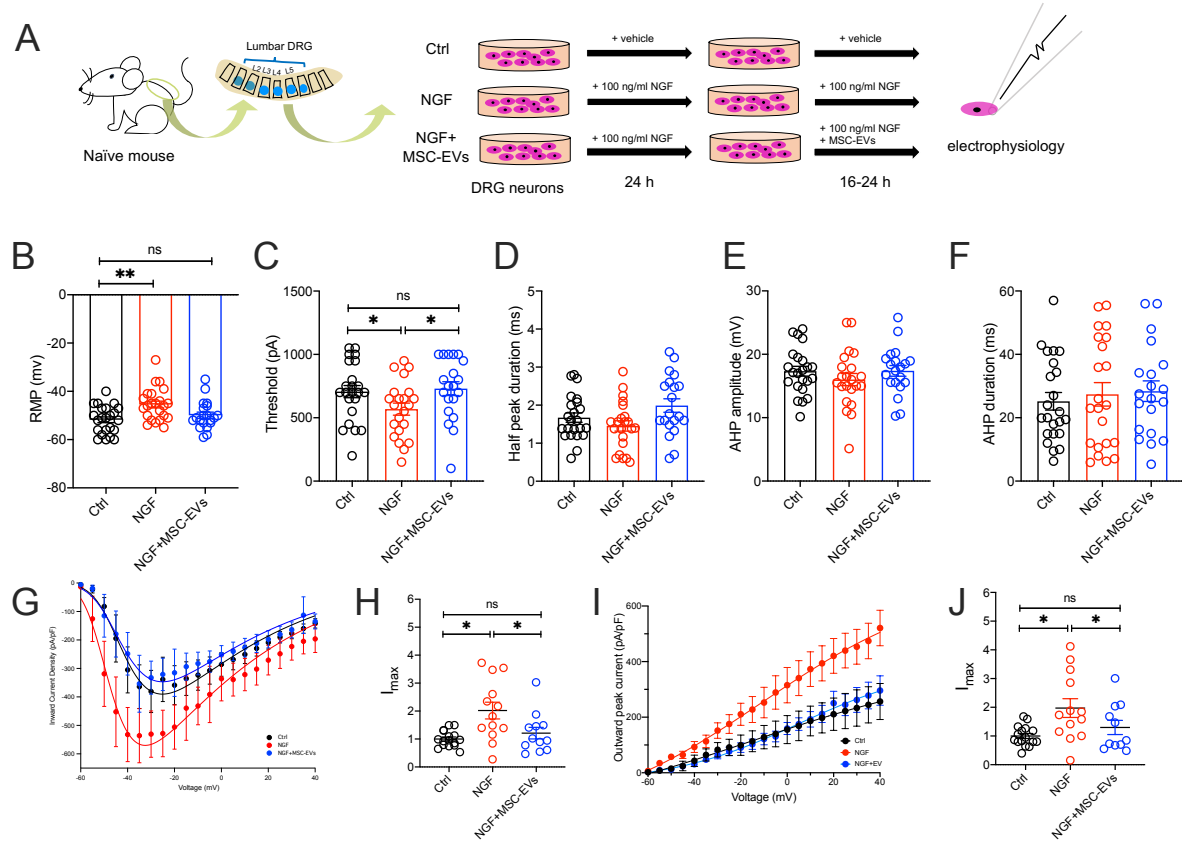 A
Lumbar DRG
L2 L3 L4 L5
Naïve mouse
Ctrl
+ vehicle
+ vehicle
NGF
+ 100 ng/ml NGF
+ 100 ng/ml NGF
NGF+
MSC-EVs
+ 100 ng/ml NGF
+ 100 ng/ml NGF
+ MSC-EVs
DRG neurons
24 h
16-24 h
electrophysiology
B
ns
**
0
-20
-40
-60
-80
RMP (mv)
Ctrl
NGF
NGF+MSC-EVs
C
ns
*
*
1500
1000
500
0
Threshold (pA)
Ctrl
NGF
NGF+MSC-EVs
D
5
4
3
2
1
0
Half peak duration (ms)
Ctrl
NGF
NGF+MSC-EVs
E
30
20
10
0
AHP amplitude (mV)
Ctrl
NGF
NGF+MSC-EVs
F
60
40
20
0
AHP duration (ms)
Ctrl
NGF
NGF+MSC-EVs
G
0
-100
-200
-300
-400
-500
-600
Inward Current Density (pA/pF)
-60
-40
-20
0
20
40
Voltage (mV)
Ctrl
NGF
NGF+MSC-EVs
H
ns
*
*
6
5
4
3
2
1
0
Imax
Ctrl
NGF
NGF+MSC-EVs
I
600
400
200
0
Outward peak current (pA/pF)
-60
-40
-20
0
20
40
Voltage (mV)
Ctrl
NGF
NGF+EV
J
ns
*
*
6
5
4
3
2
1
0
Imax
Ctrl
NGF
NGF+MSC-EVs